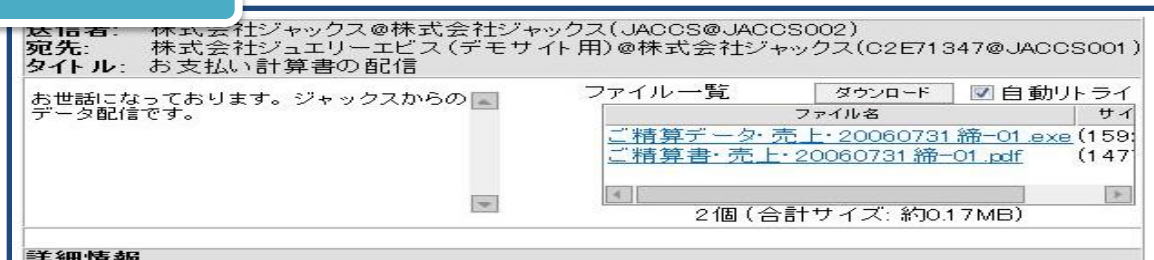 送信者: 株式会社ジャックス@株式会社ジャックス(JACCS@JACCS002)
宛先: 株式会社ジュエリーエビス(デモサイト用)@株式会社ジャックス(C2E71347@JACCS001)
タイトル: お支払い計算書の配信
お世話になっております。ジャックスからの
データ配信です。
ファイル一覧 ダウンロード 自動リトライ
ファイル名 サイ
ご精算データ・売上・20060731締-01.exe (159
ご精算書・売上・20060731締-01.pdf (147
2個(合計サイズ: 約0.17MB)
詳細情報